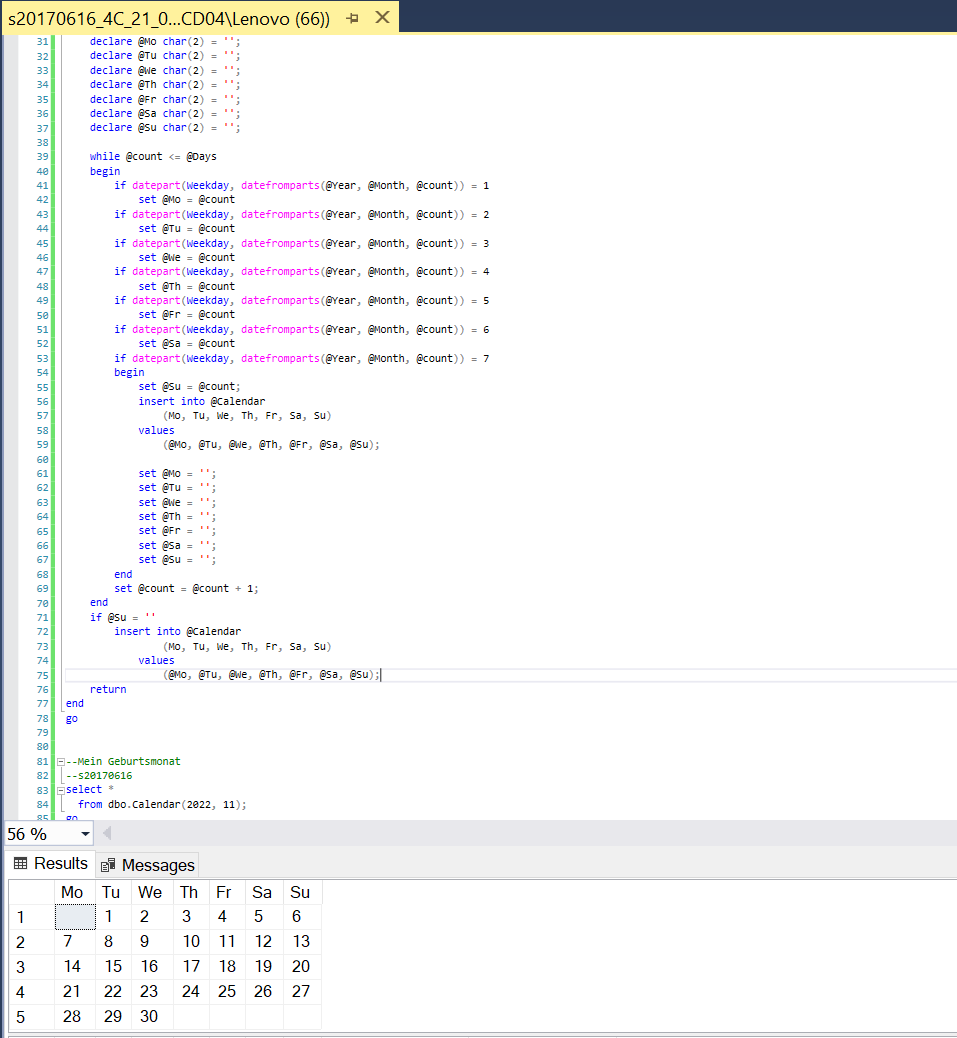 s20170616_4C_21_0...CD04\Lenovo (66))
31 declare @Mo char(2) = '';
32 declare @Tu char(2) = '';
33 declare @We char(2) = '';
34 declare @Th char(2) = '';
35 declare @Fr char(2) = '';
36 declare @Sa char(2) = '';
37 declare @Su char(2) = '';
38
39 while @count <= @Days
40 begin
41 if datepart(Weekday, datefromparts(@Year, @Month, @count)) = 1
42 set @Mo = @count
43 if datepart(Weekday, datefromparts(@Year, @Month, @count)) = 2
44 set @Tu = @count
45 if datepart(Weekday, datefromparts(@Year, @Month, @count)) = 3
46 set @We = @count
47 if datepart(Weekday, datefromparts(@Year, @Month, @count)) = 4
48 set @Th = @count
49 if datepart(Weekday, datefromparts(@Year, @Month, @count)) = 5
50 set @Fr = @count
51 if datepart(Weekday, datefromparts(@Year, @Month, @count)) = 6
52 set @Sa = @count
53 if datepart(Weekday, datefromparts(@Year, @Month, @count)) = 7
54 begin
55 set @Su = @count;
56 insert into @Calendar
57 (Mo, Tu, We, Th, Fr, Sa, Su)
58 values
59 (@Mo, @Tu, @We, @Th, @Fr, @Sa, @Su);
60
61 set @Mo = '';
62 set @Tu = '';
63 set @We = '';
64 set @Th = '';
65 set @Fr = '';
66 set @Sa = '';
67 set @Su = '';
68 end
69 set @count = @count + 1;
70 end
71 if @Su = ''
72 insert into @Calendar
73 (Mo, Tu, We, Th, Fr, Sa, Su)
74 values
75 (@Mo, @Tu, @We, @Th, @Fr, @Sa, @Su);
76 return
77 end
78 go
79
80
81 --Mein Geburtsmonat
82 --s20170616
83 select *
84 from dbo.Calendar(2022, 11);
85 go
56 %
Results Messages
Mo Tu We Th Fr Sa Su
1 1 2 3 4 5 6
2 7 8 9 10 11 12 13
3 14 15 16 17 18 19 20
4 21 22 23 24 25 26 27
5 28 29 30